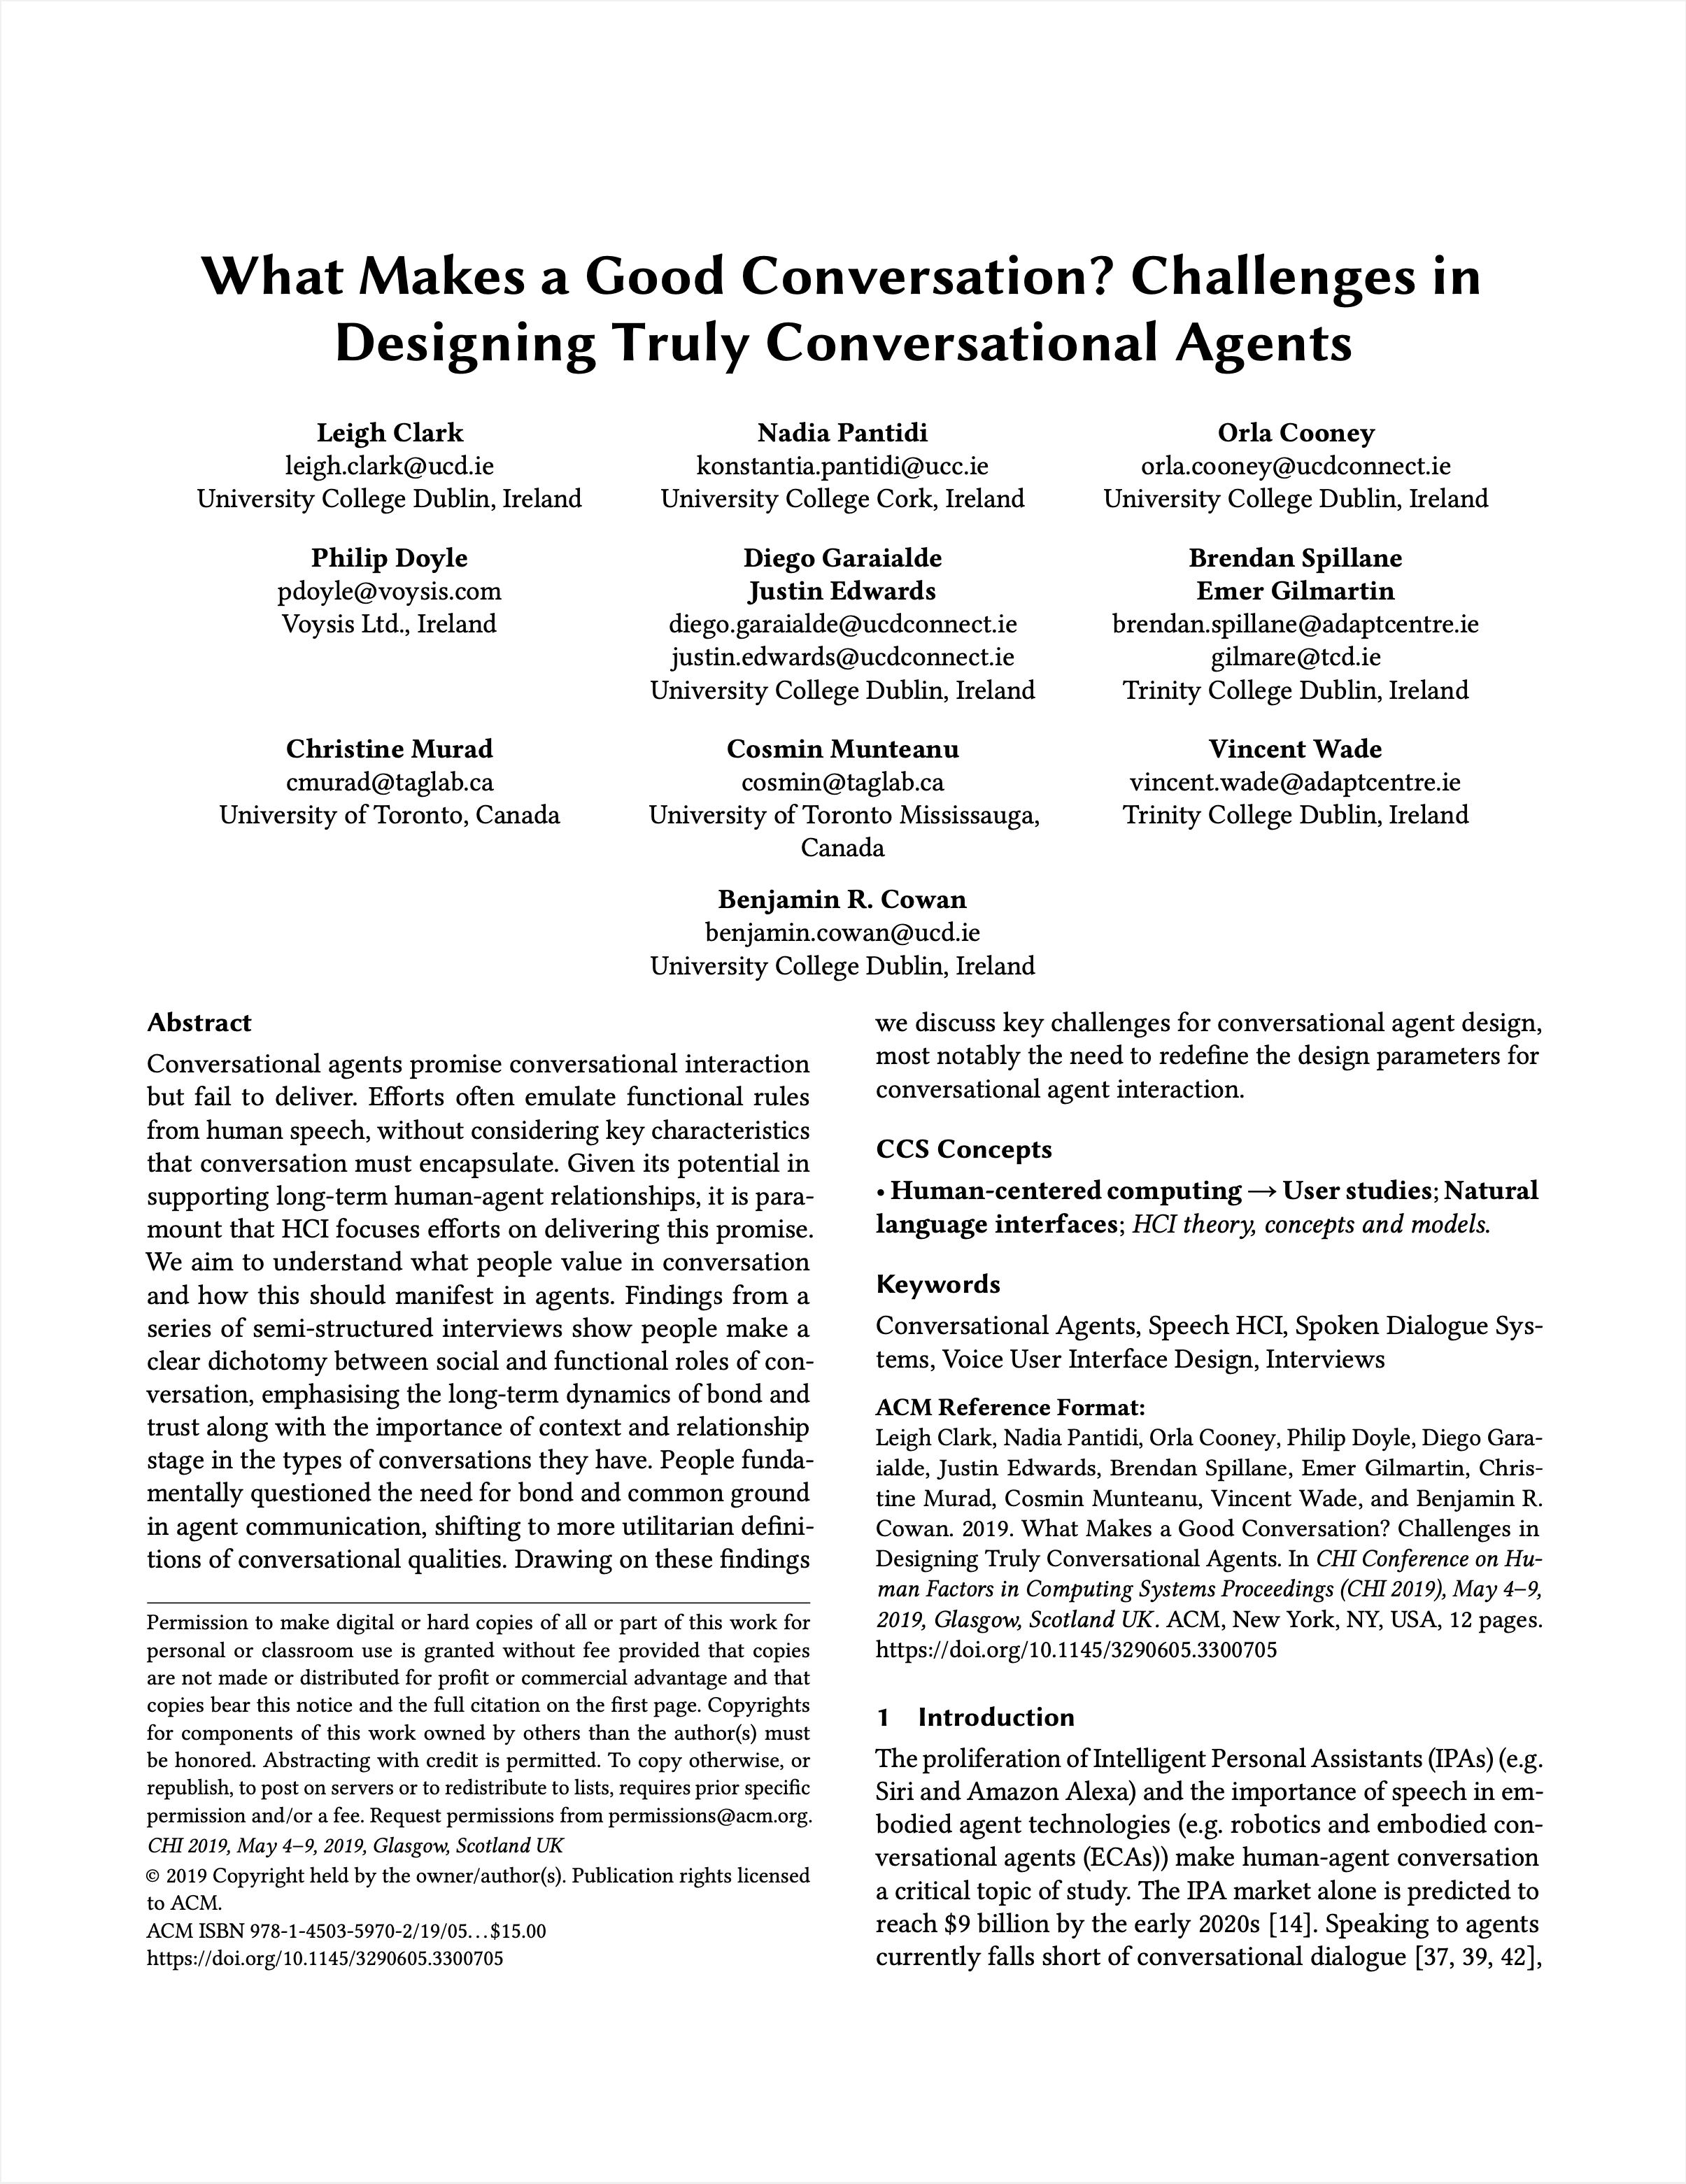 What Makes a Good Conversation? Challenges in
Designing Truly Conversational Agents
Leigh Clark
leigh.clark@ucd.ie
University College Dublin, Ireland
Nadia Pantidi
konstantia.pantidi@ucc.ie
University College Cork, Ireland
Orla Cooney
orla.cooney@ucdconnect.ie
University College Dublin, Ireland
Philip Doyle
pdoyle@voysis.com
Voysis Ltd., Ireland
Diego Garaialde
Justin Edwards
diego.garaialde@ucdconnect.ie
justin.edwards@ucdconnect.ie
University College Dublin, Ireland
Brendan Spillane
Emer Gilmartin
brendan.spillane@adaptcentre.ie
gilmare@tcd.ie
Trinity College Dublin, Ireland
Christine Murad
cmurad@taglab.ca
University of Toronto, Canada
Cosmin Munteanu
cosmin@taglab.ca
University of Toronto Mississauga,
Canada
Vincent Wade
vincent.wade@adaptcentre.ie
Trinity College Dublin, Ireland
Benjamin R. Cowan
benjamin.cowan@ucd.ie
University College Dublin, Ireland
Abstract
Conversational agents promise conversational interaction
but fail to deliver. Efforts often emulate functional rules
from human speech, without considering key characteristics
that conversation must encapsulate. Given its potential in
supporting long-term human-agent relationships, it is para-
mount that HCI focuses efforts on delivering this promise.
We aim to understand what people value in conversation
and how this should manifest in agents. Findings from a
series of semi-structured interviews show people make a
clear dichotomy between social and functional roles of con-
versation, emphasising the long-term dynamics of bond and
trust along with the importance of context and relationship
stage in the types of conversations they have. People funda-
mentally questioned the need for bond and common ground
in agent communication, shifting to more utilitarian defini-
tions of conversational qualities. Drawing on these findings
Permission to make digital or hard copies of all or part of this work for
personal or classroom use is granted without fee provided that copies
are not made or distributed for profit or commercial advantage and that
copies bear this notice and the full citation on the first page. Copyrights
for components of this work owned by others than the author(s) must
be honored. Abstracting with credit is permitted. To copy otherwise, or
republish, to post on servers or to redistribute to lists, requires prior specific
permission and/or a fee. Request permissions from permissions@acm.org.
CHI 2019, May 4–9, 2019, Glasgow, Scotland UK
© 2019 Copyright held by the owner/author(s). Publication rights licensed
to ACM.
ACM ISBN 978-1-4503-5970-2/19/05…$15.00
https://doi.org/10.1145/3290605.3300705
we discuss key challenges for conversational agent design,
most notably the need to redefine the design parameters for
conversational agent interaction.
CCS Concepts
• Human-centered computing → User studies; Natural
language interfaces; HCI theory, concepts and models.
Keywords
Conversational Agents, Speech HCI, Spoken Dialogue Sys-
tems, Voice User Interface Design, Interviews
ACM Reference Format:
Leigh Clark, Nadia Pantidi, Orla Cooney, Philip Doyle, Diego Gara-
ialde, Justin Edwards, Brendan Spillane, Emer Gilmartin, Chris-
tine Murad, Cosmin Munteanu, Vincent Wade, and Benjamin R.
Cowan. 2019. What Makes a Good Conversation? Challenges in
Designing Truly Conversational Agents. In CHI Conference on Hu-
man Factors in Computing Systems Proceedings (CHI 2019), May 4–9,
2019, Glasgow, Scotland UK. ACM, New York, NY, USA, 12 pages.
https://doi.org/10.1145/3290605.3300705
1 Introduction
The proliferation of Intelligent Personal Assistants (IPAs) (e.g.
Siri and Amazon Alexa) and the importance of speech in em-
bodied agent technologies (e.g. robotics and embodied con-
versational agents (ECAs)) make human-agent conversation
a critical topic of study. The IPA market alone is predicted to
reach $9 billion by the early 2020s [14]. Speaking to agents
currently falls short of conversational dialogue [37, 39, 42],